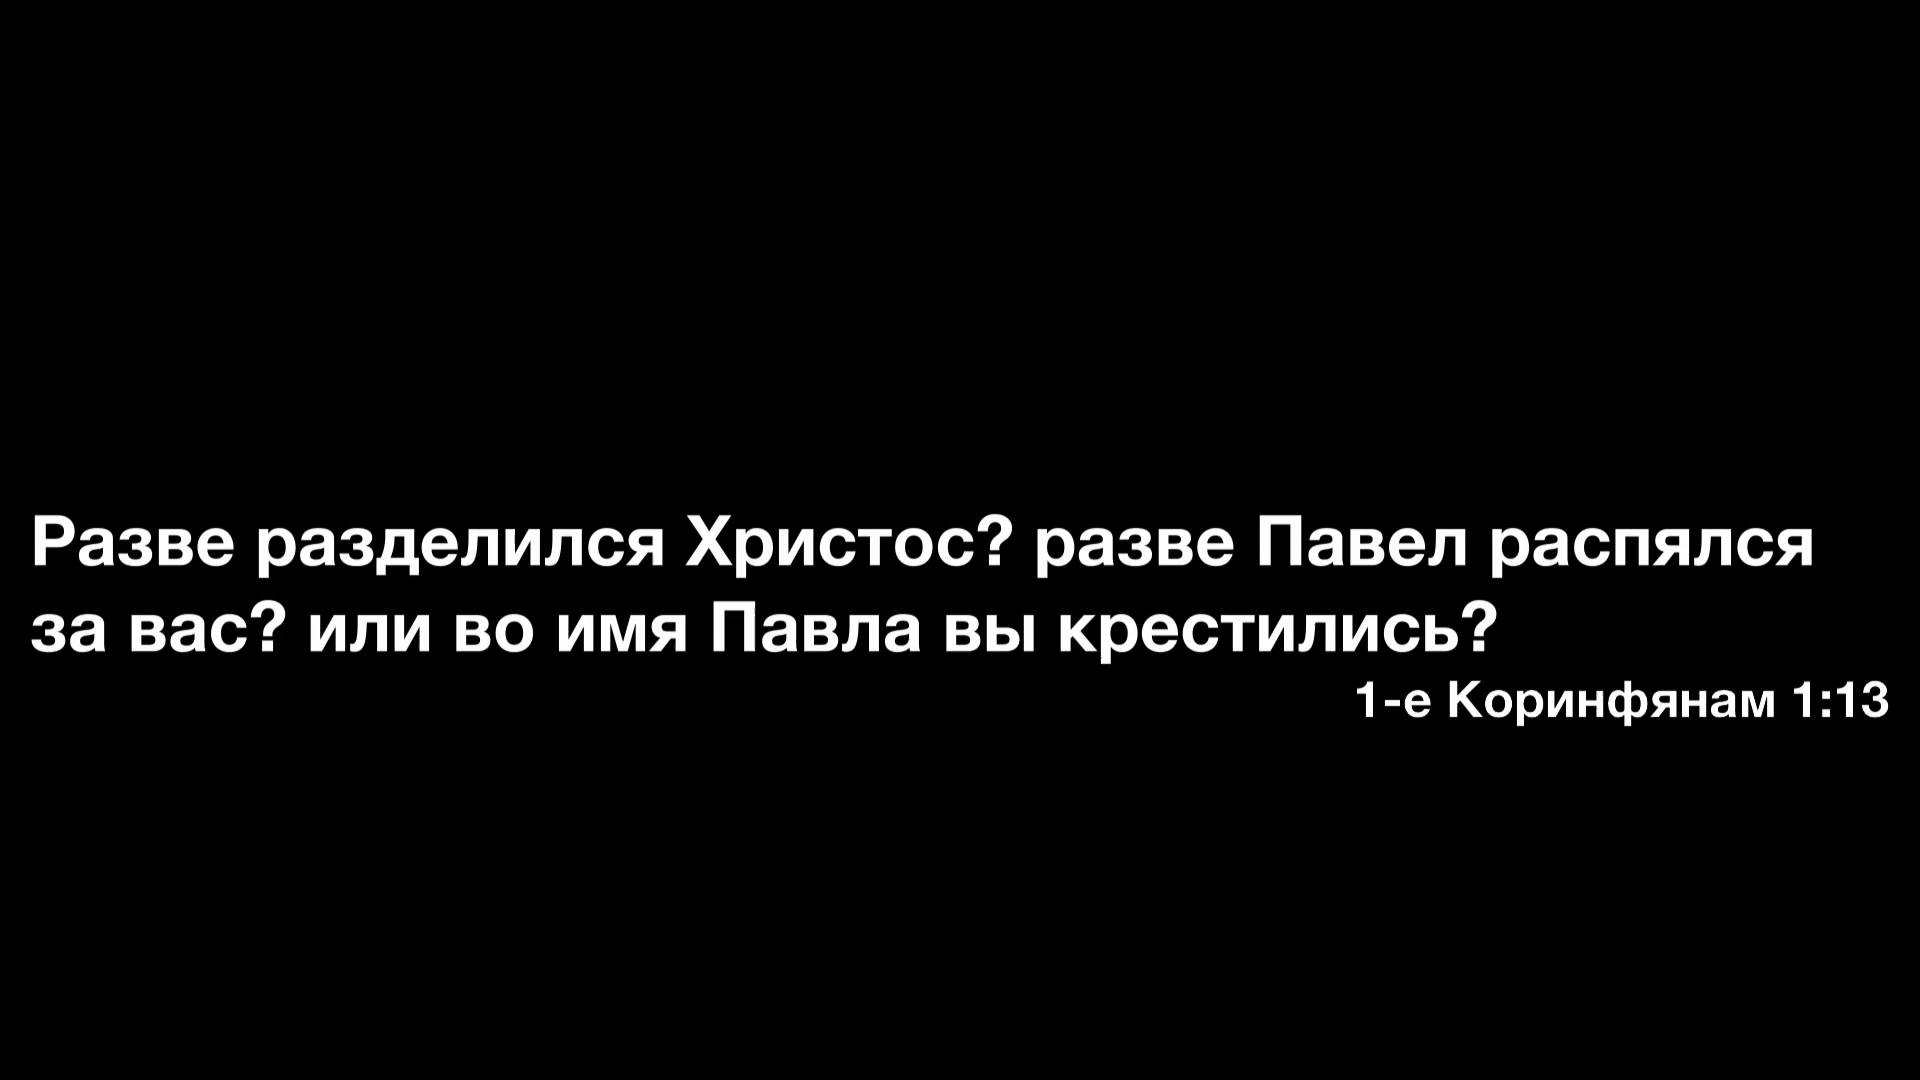 Разве разделился Христос? разве Павел распялся
за вас? или во имя Павла вы крестились?
1-е Коринфянам 1:13